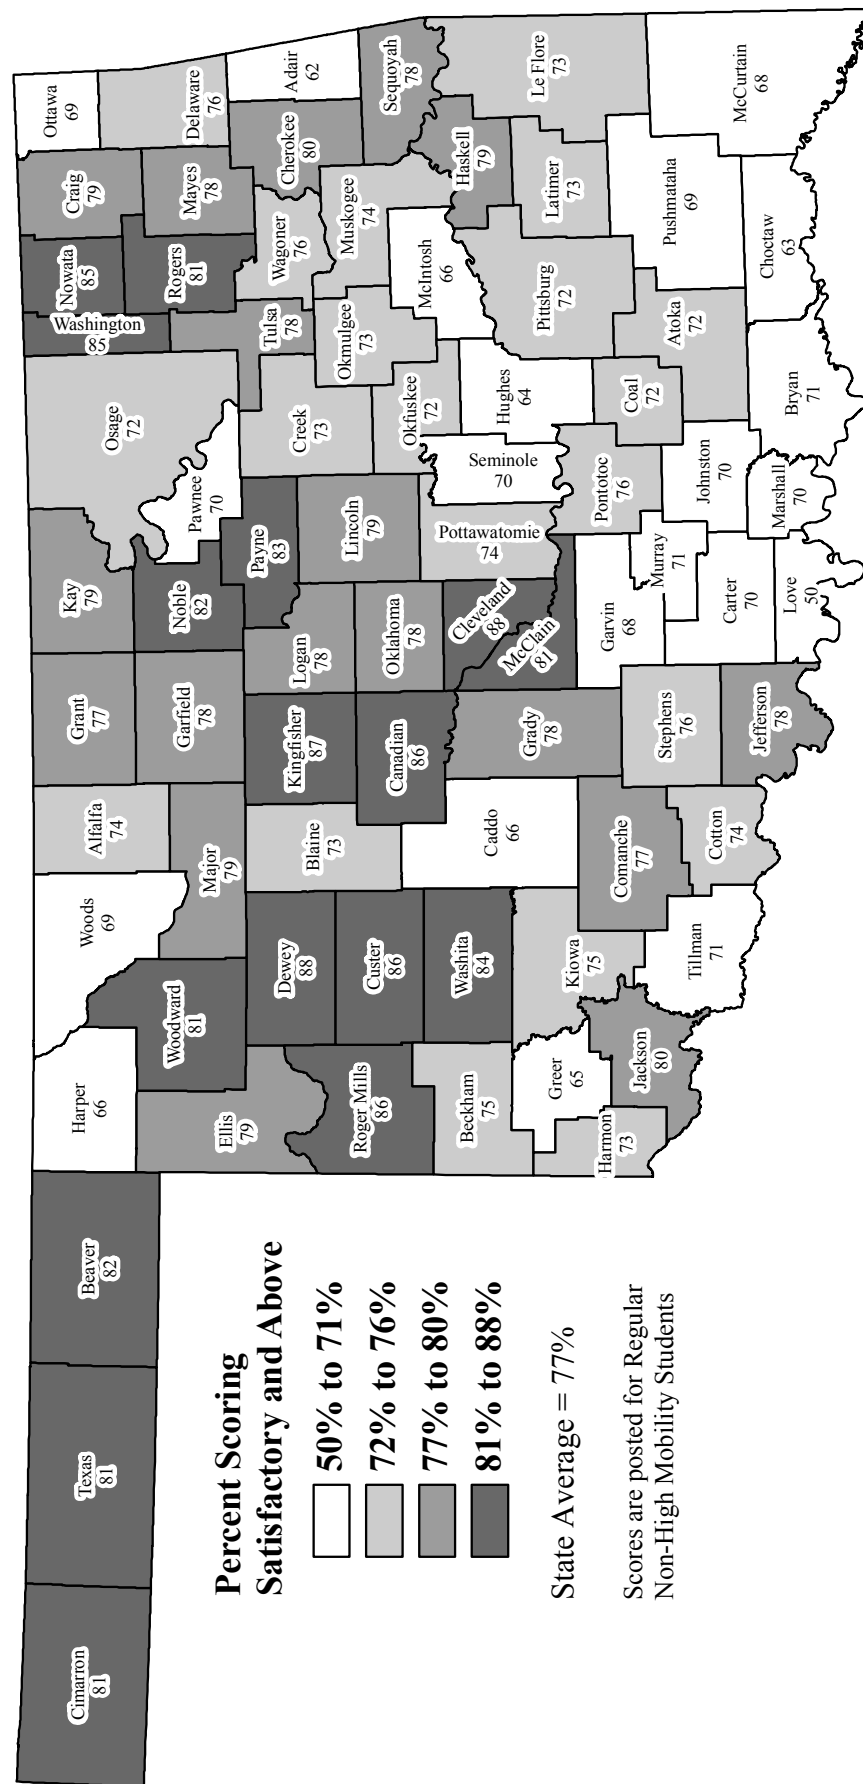 Cimarron
81
Texas
81
Beaver
82
Harper
66
Woods
69
Alfalfa
74
Grant
77
Kay
79
Osage
72
Washington
85
Nowata
85
Craig
79
Ottawa
69
Ellis
79
Woodward
81
Major
79
Garfield
78
Noble
82
Pawnee
70
Rogers
81
Mayes
78
Delaware
76
Roger Mills
86
Dewey
88
Blaine
73
Kingfisher
87
Logan
78
Payne
83
Creek
73
Tulsa
78
Wagoner
76
Cherokee
80
Adair
62
Custer
86
Canadian
86
Oklahoma
78
Lincoln
79
Okfuskee
72
Okmulgee
73
Muskogee
74
Sequoyah
78
Beckham
75
Washita
84
Caddo
66
Grady
78
Cleveland
88
McClain
81
Pottawatomie
74
Seminole
70
Hughes
64
McIntosh
66
Haskell
79
Le Flore
73
Harmon
73
Greer
65
Kiowa
75
Comanche
77
Stephens
76
Garvin
68
Murray
71
Pontotoc
76
Coal
72
Pittsburg
72
Latimer
73
Jackson
80
Tillman
71
Cotton
74
Jefferson
78
Carter
70
Johnston
70
Atoka
72
Pushmataha
69
McCurtain
68
Love
50
Marshall
70
Bryan
71
Choctaw
63
Percent Scoring
Satisfactory and Above
50% to 71%
72% to 76%
77% to 80%
81% to 88%
State Average = 77%
Scores are posted for Regular
Non-High Mobility Students